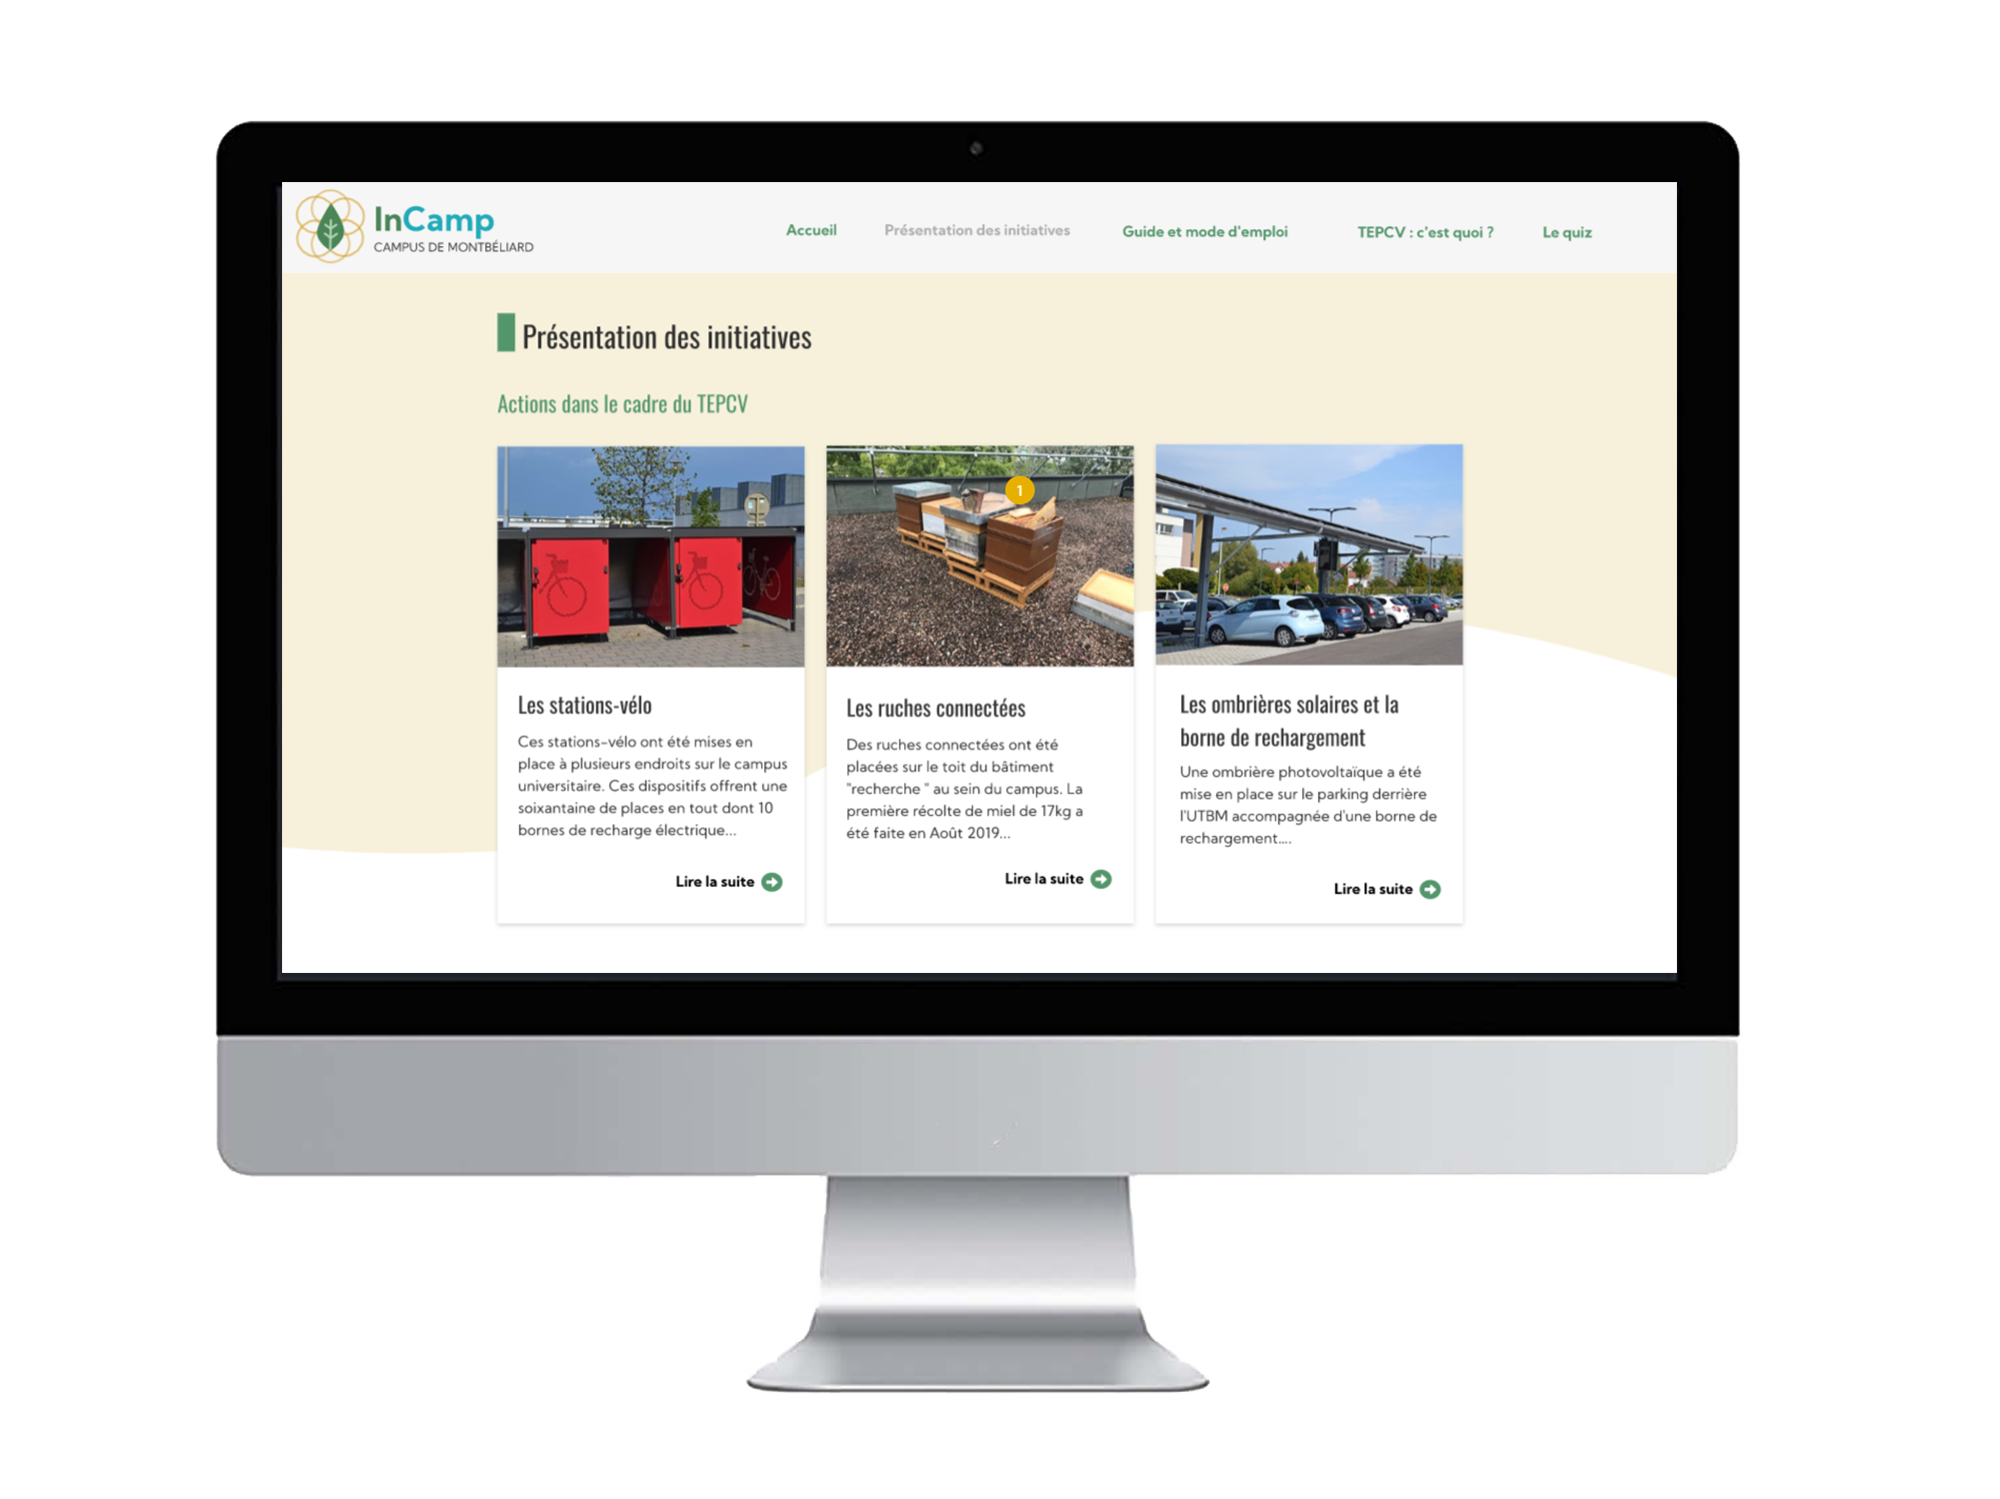 InCamp
CAMPUS DE MONTBÉLIARD
Accueil
Présentation des initiatives
Guide et mode d'emploi
TEPCV : c'est quoi ?
Le quiz
Présentation des initiatives
Actions dans le cadre du TEPCV
1
Les stations-vélo
Ces stations-vélo ont été mises en
place à plusieurs endroits sur le campus
universitaire. Ces dispositifs offrent une
soixantaine de places en tout dont 10
bornes de recharge électrique...
Lire la suite
Les ruches connectées
Des ruches connectées ont été
placées sur le toit du bâtiment
"recherche " au sein du campus. La
première récolte de miel de 17kg a
été faite en Août 2019...
Lire la suite
Les ombrières solaires et la
borne de rechargement
Une ombrière photovoltaïque a été
mise en place sur le parking derrière
l'UTBM accompagnée d'une borne de
rechargement....
Lire la suite